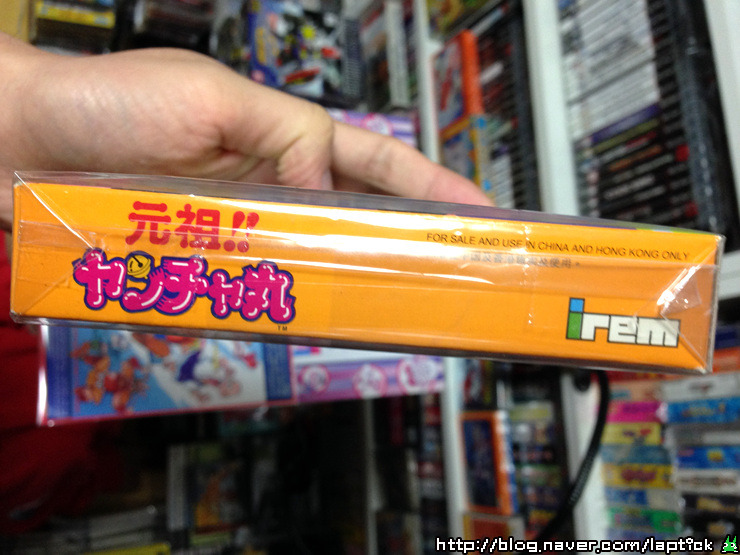 元祖!!
ヤンチャ丸
TM
FOR SALE AND USE IN CHINA AND HONG KONG ONLY
irem
http://blog.naver.com/laptick